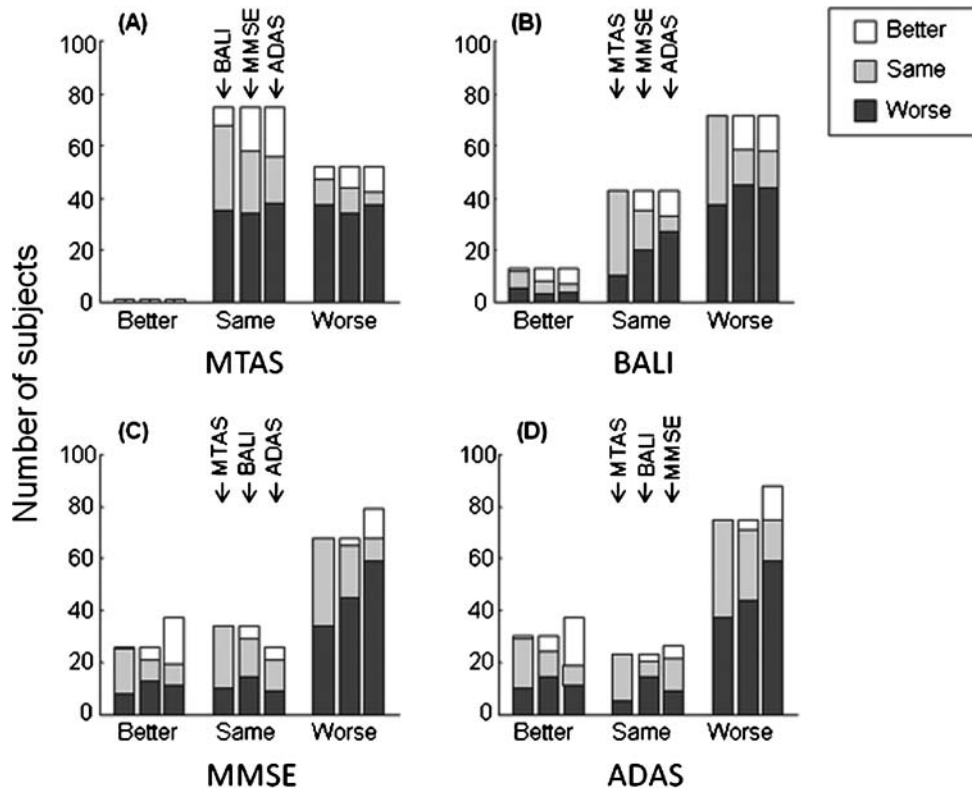 (A)
BALI
MMSE
ADAS
100
80
60
40
20
0
Better Same Worse
MTAS
(B)
MTAS
MMSE
ADAS
100
80
60
40
20
0
Better Same Worse
BALI
Better
Same
Worse
Number of subjects
(C)
MTAS
BALI
ADAS
100
80
60
40
20
0
Better Same Worse
MMSE
(D)
MTAS
BALI
MMSE
100
80
60
40
20
0
Better Same Worse
ADAS